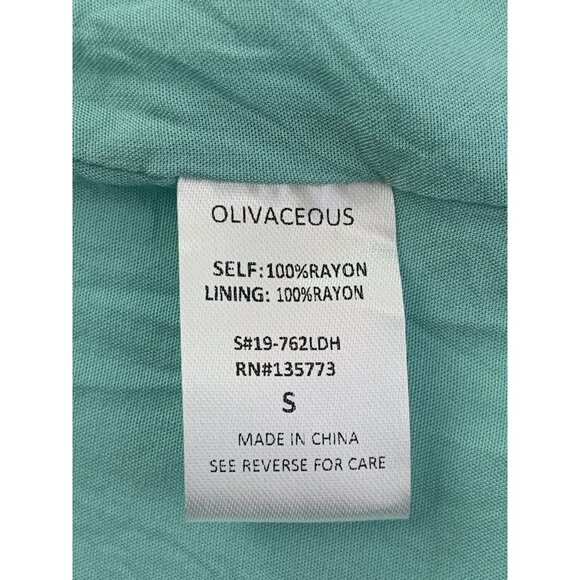 OLIVACEOUS
SELF:100%RAYON
LINING: 100%RAYON
S#19-762LDH
RN#135773
S
MADE IN CHINA
SEE REVERSE FOR CARE